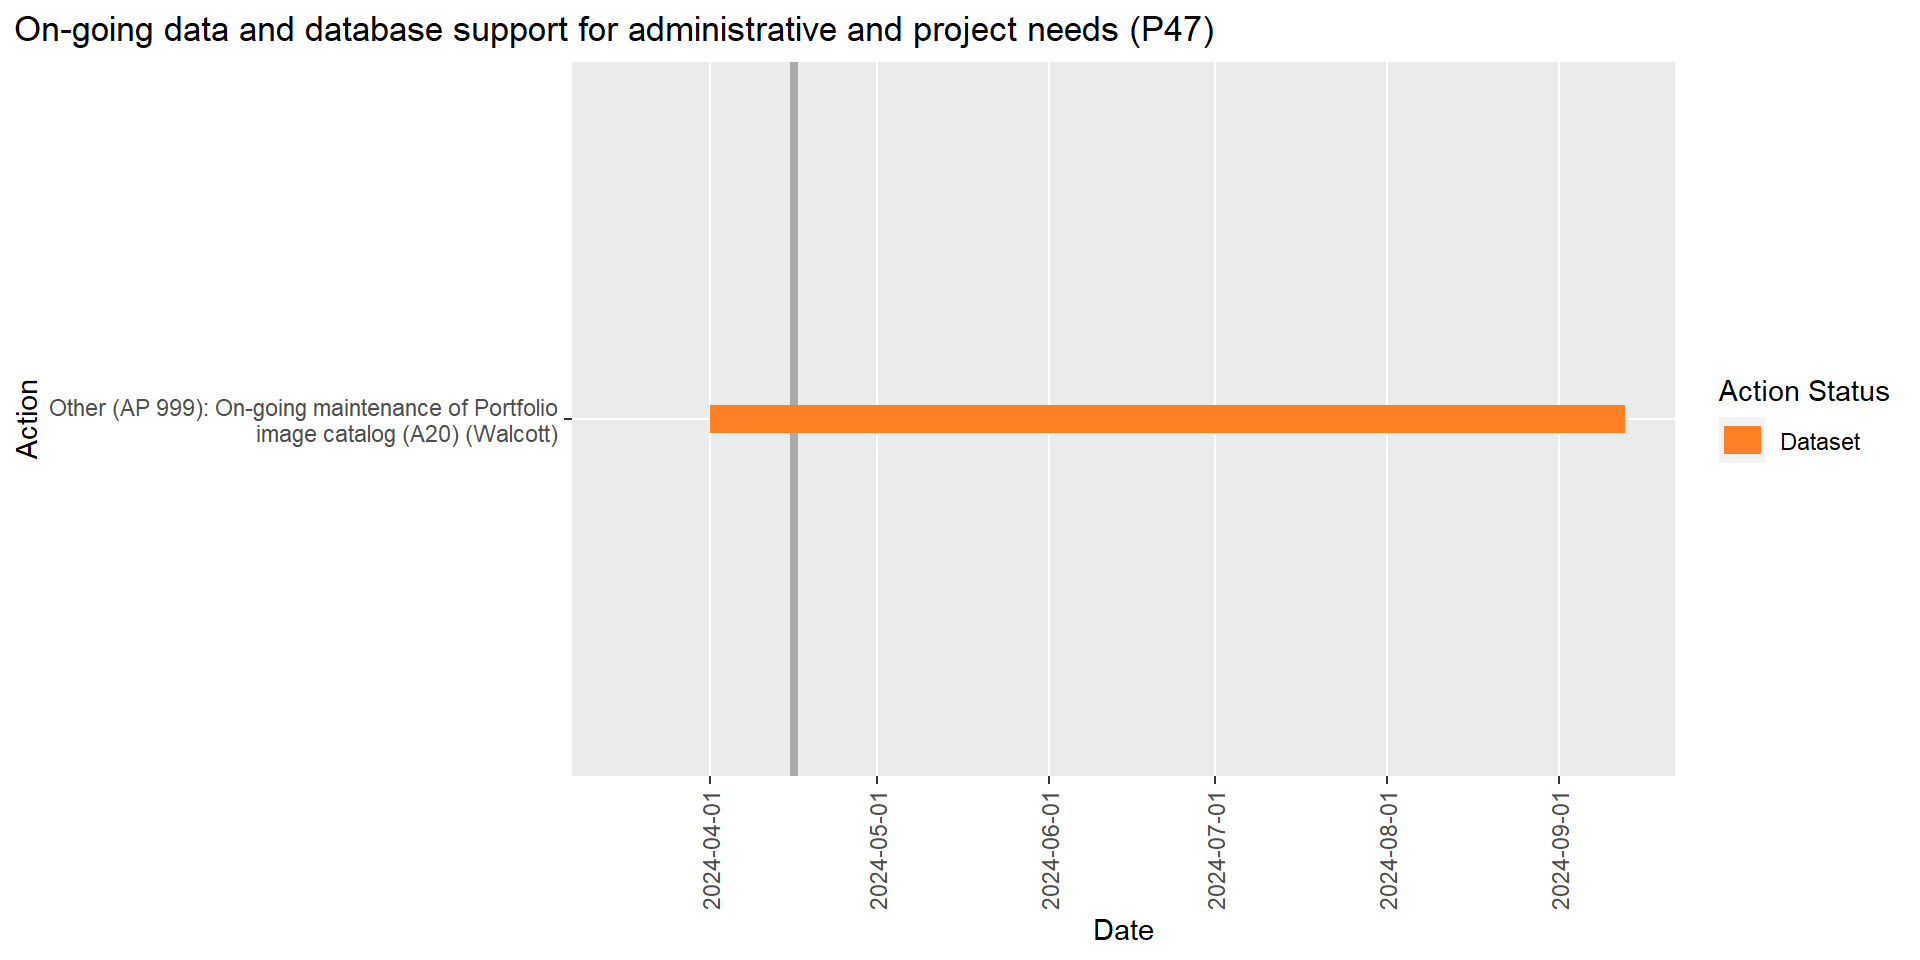 On-going data and database support for administrative and project needs (P47)
Action
Other (AP 999): On-going maintenance of Portfolio
image catalog (A20) (Walcott)
Action Status
Dataset
2024-04-01
2024-05-01
2024-06-01
2024-07-01
2024-08-01
2024-09-01
Date